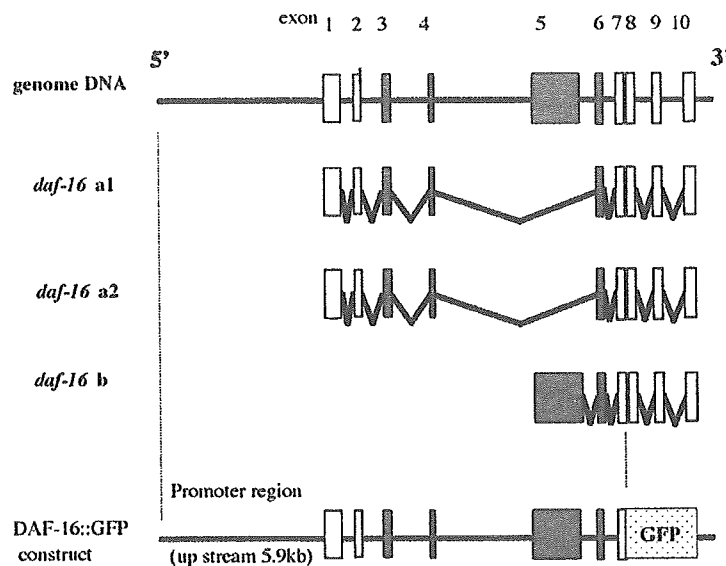 exon 1 2 3 4 5 6 7 8 9 10
5' 3'
genome DNA
daf-16 a1
daf-16 a2
daf-16 b
Promoter region
DAF-16::GFP
construct
(up stream 5.9kb)
GFP